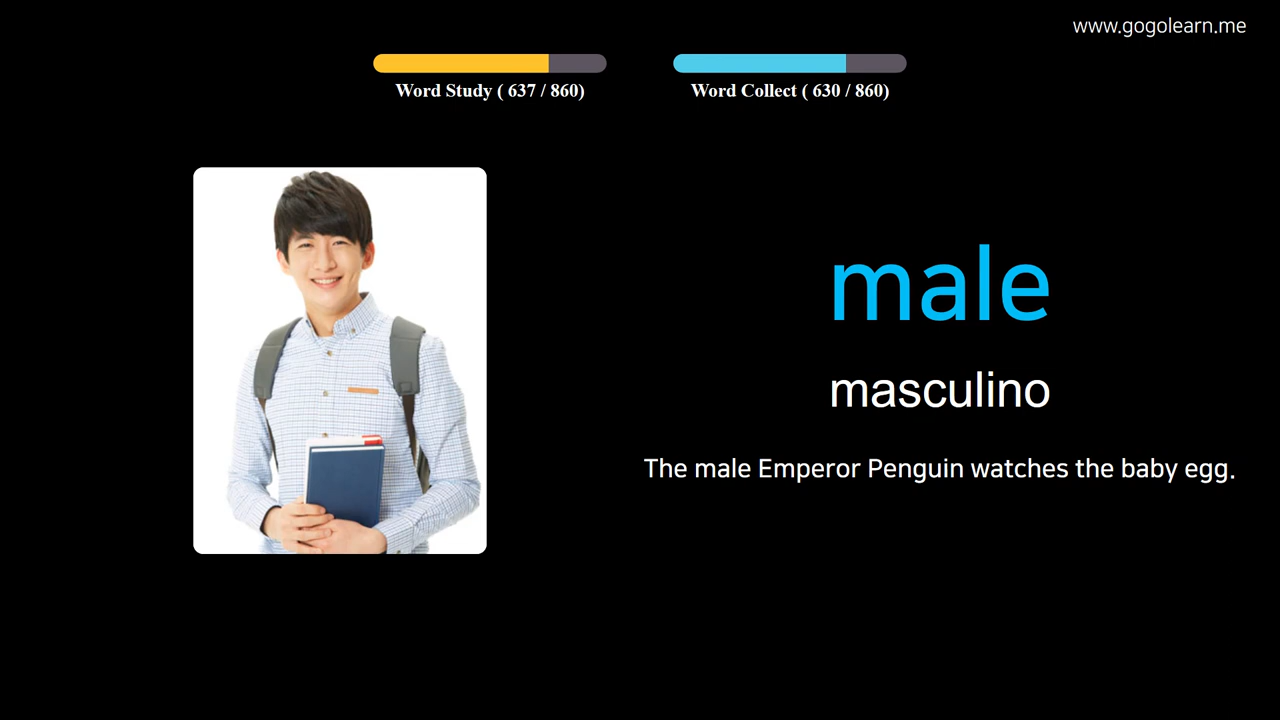 www.gogolearn.me
Word Study ( 637 / 860)
Word Collect ( 630 / 860)
male
masculino
The male Emperor Penguin watches the baby egg.